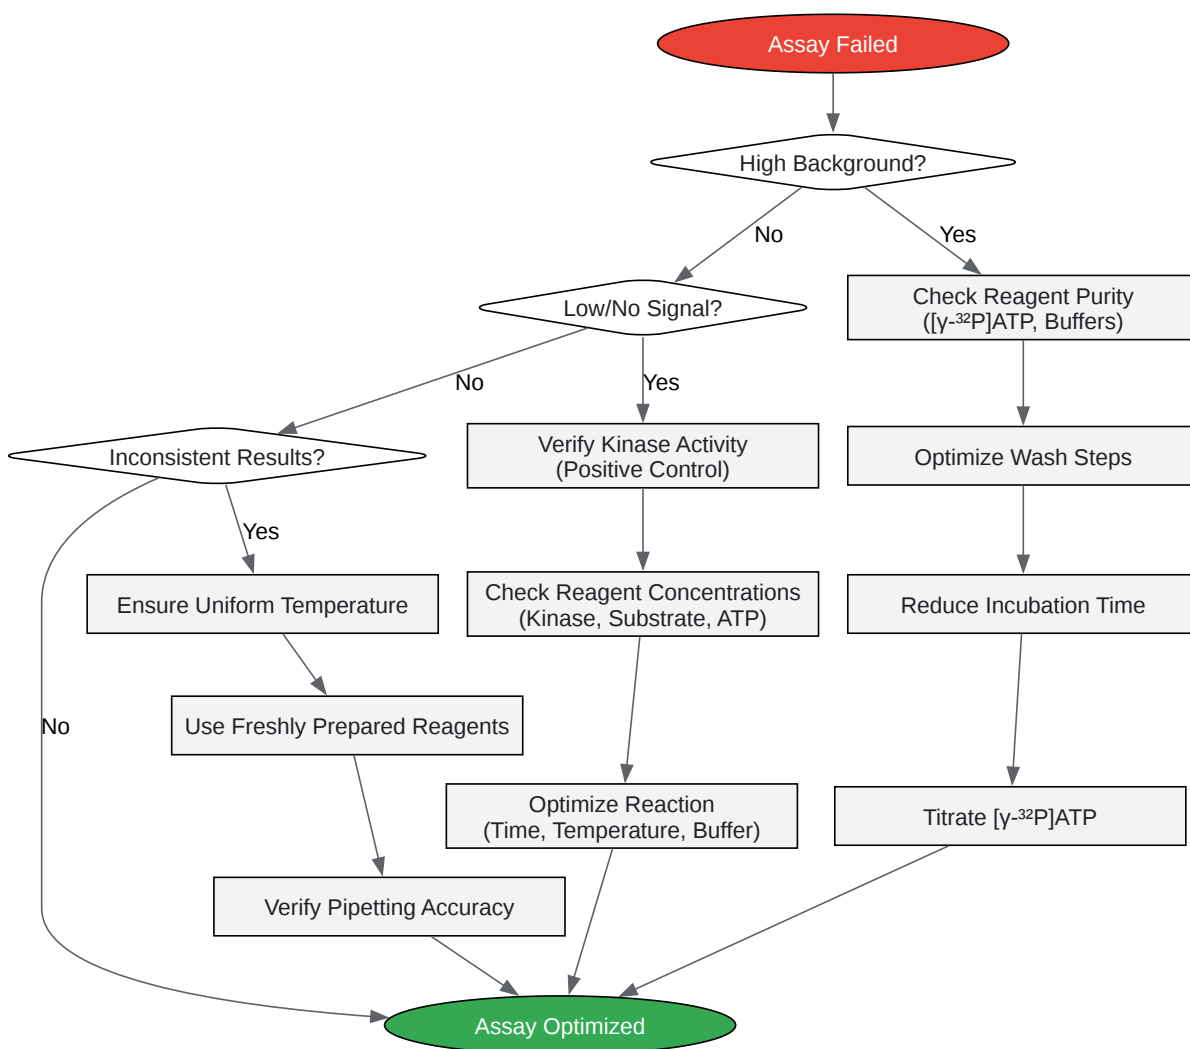 Assay Failed
High Background?
No
Yes
Low/No Signal?
Check Reagent Purity
([γ-³²P]ATP, Buffers)
No
Yes
Inconsistent Results?
Verify Kinase Activity
(Positive Control)
Optimize Wash Steps
Yes
Ensure Uniform Temperature
Check Reagent Concentrations
(Kinase, Substrate, ATP)
Reduce Incubation Time
No
Use Freshly Prepared Reagents
Optimize Reaction
(Time, Temperature, Buffer)
Titrate [γ-³²P]ATP
Verify Pipetting Accuracy
Assay Optimized